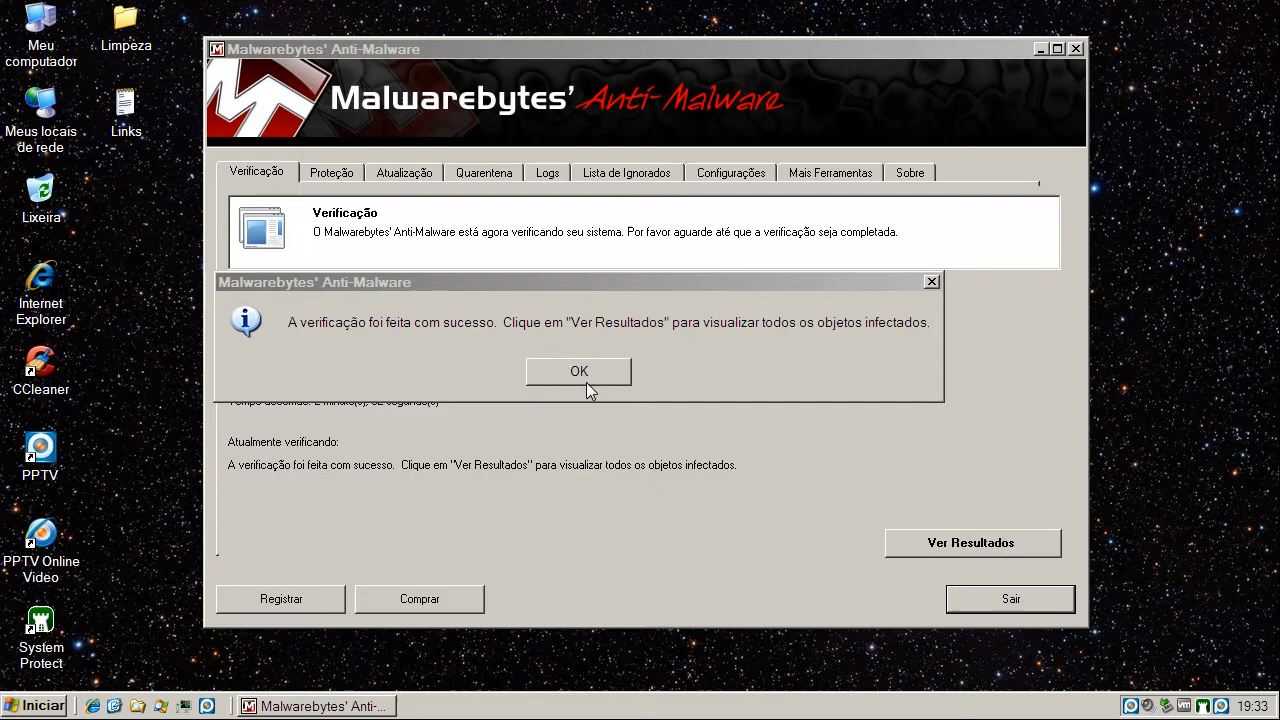 Meu
computador
Limpeza
Meus locais
de rede
Links
Lixeira
Internet
Explorer
CCleaner
PPTV
PPTV Online
Video
System
Protect
Malwarebytes' Anti-Malware
Malwarebytes' Anti-Malware
Verificação
Proteção
Atualização
Quarentena
Logs
Lista de Ignorados
Configurações
Mais Ferramentas
Sobre
Verificação
O Malwarebytes' Anti-Malware está agora verificando seu sistema. Por favor aguarde até que a verificação seja completada.
Malwarebytes' Anti-Malware
A verificação foi feita com sucesso. Clique em "Ver Resultados" para visualizar todos os objetos infectados.
OK
Atualmente verificando:
A verificação foi feita com sucesso. Clique em "Ver Resultados" para visualizar todos os objetos infectados.
Ver Resultados
Registrar
Comprar
Sair
Iniciar
Malwarebytes' Anti-...
19:33